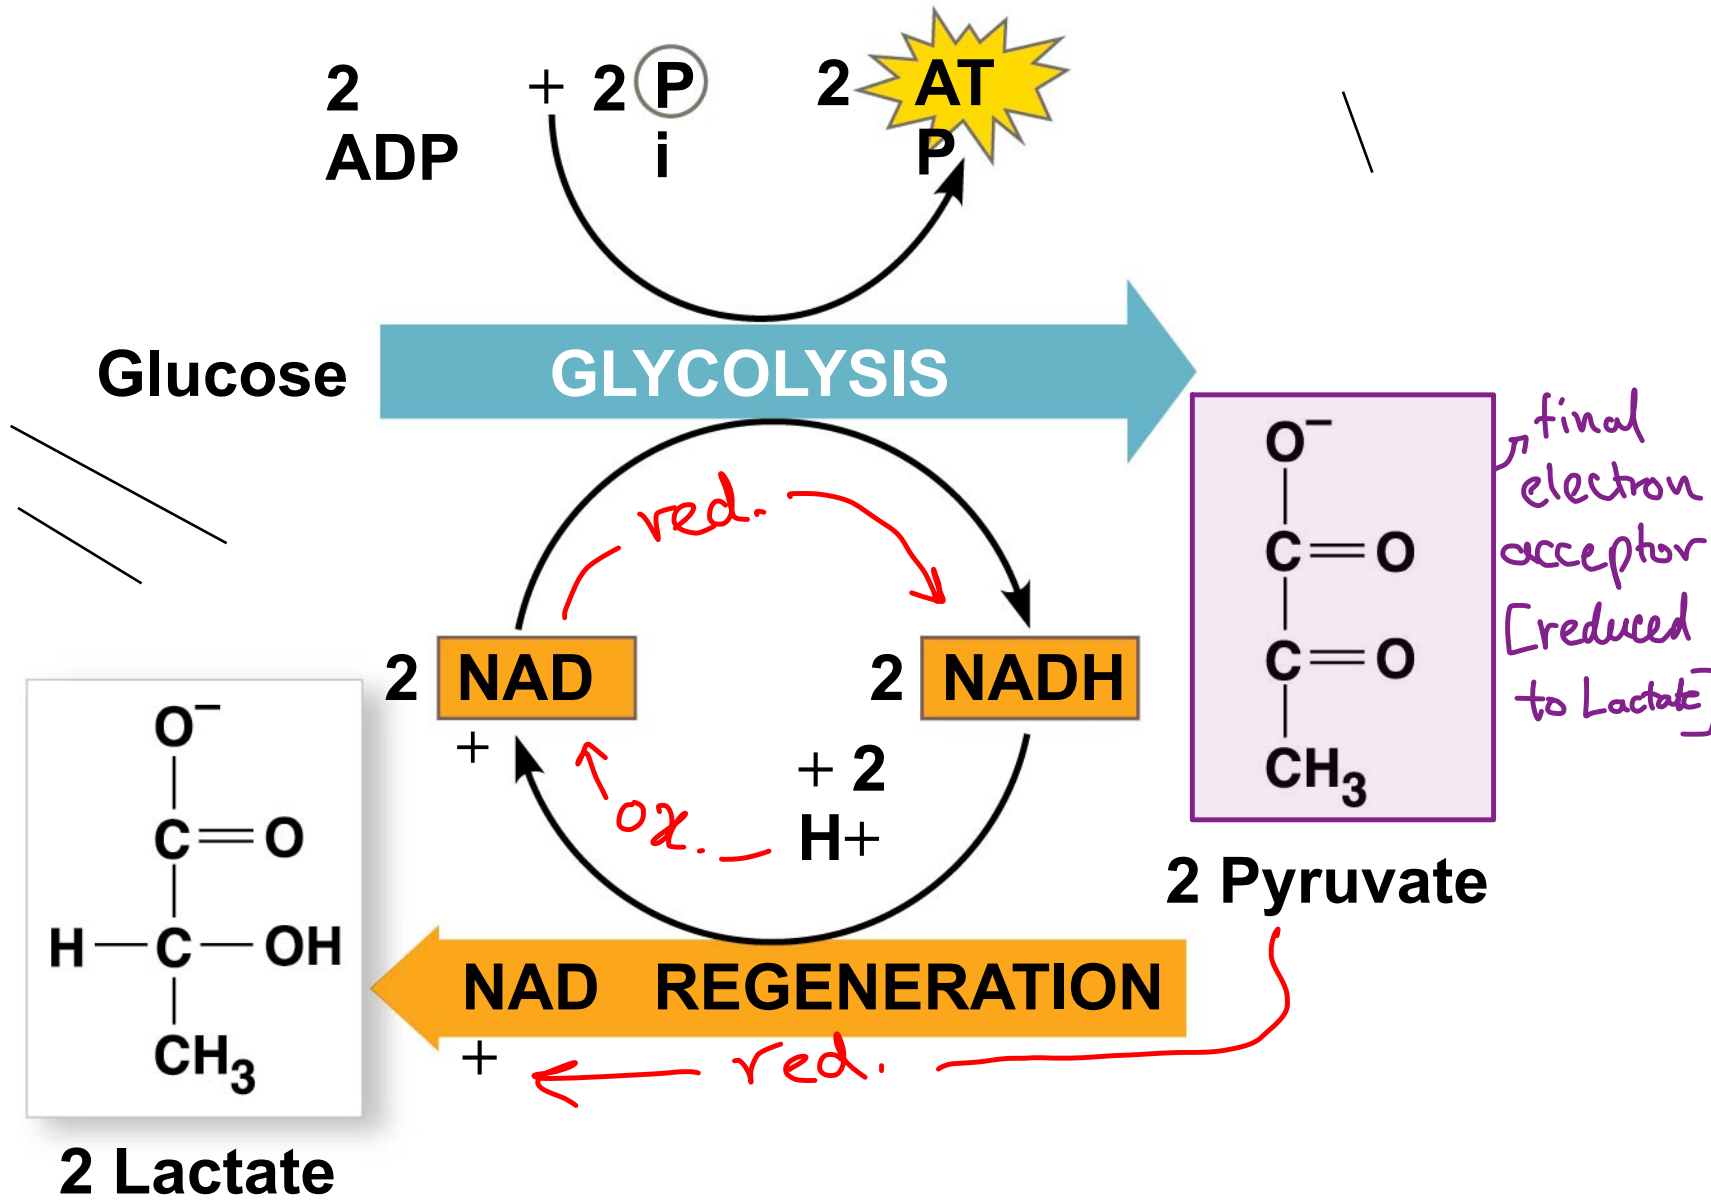 2 + 2 P 2 AT
ADP i P
Glucose GLYCOLYSIS
final
electron
acceptor
[reduced
to Lactate]
O⁻
C=O
C=O
CH₃
2 Pyruvate
red.
2 NAD 2 NADH
+ + 2
H+
ox.
NAD REGENERATION
+
red.
O⁻
C=O
H—C—OH
CH₃
2 Lactate